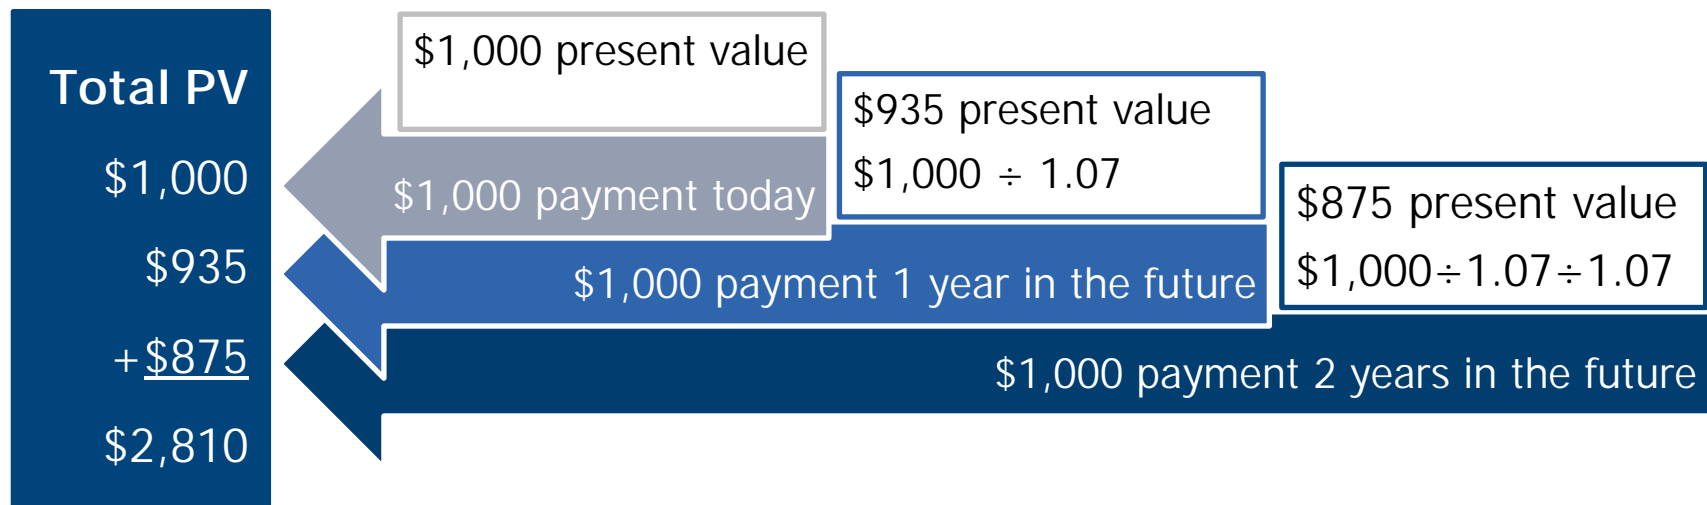 Total PV
$1,000
$935
+$875
$2,810
$1,000 present value
$1,000 payment today
$935 present value
$1,000 ÷ 1.07
$1,000 payment 1 year in the future
$875 present value
$1,000÷1.07÷1.07
$1,000 payment 2 years in the future